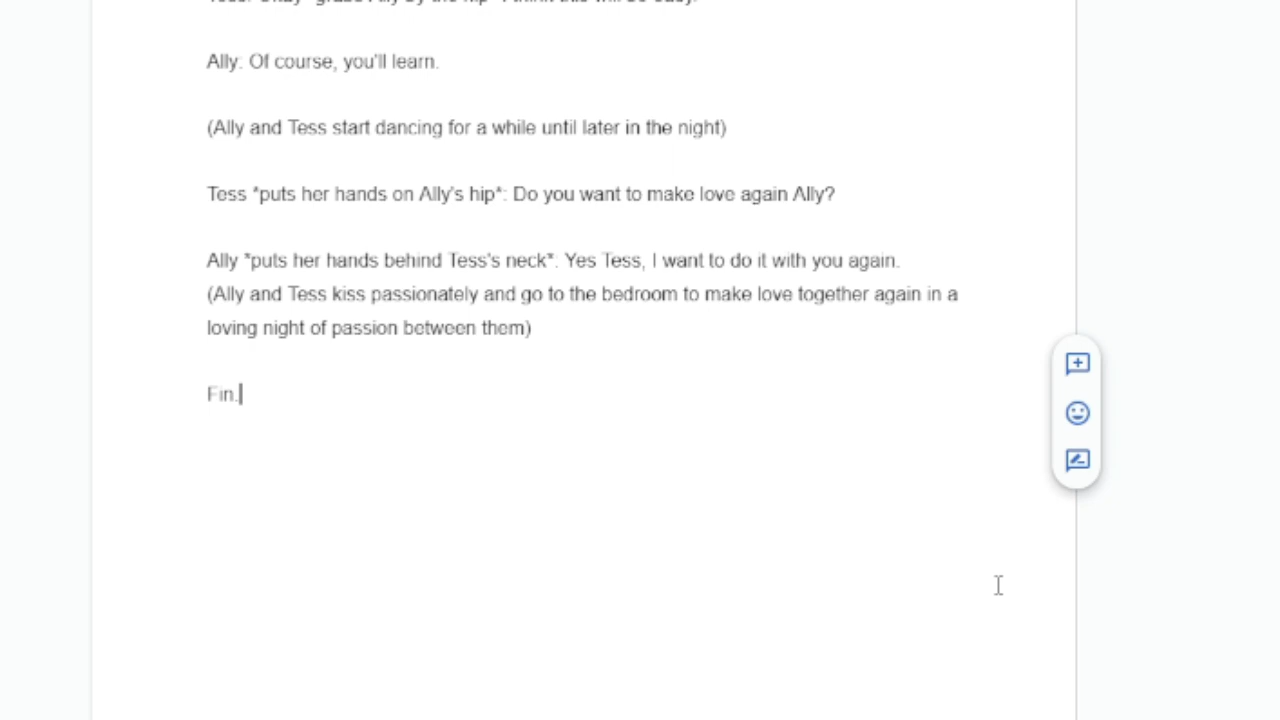 Ally: Of course, you'll learn.
(Ally and Tess start dancing for a while until later in the night)
Tess *puts her hands on Ally's hip*: Do you want to make love again Ally?
Ally *puts her hands behind Tess's neck*: Yes Tess, I want to do it with you again.
(Ally and Tess kiss passionately and go to the bedroom to make love together again in a
loving night of passion between them)
Fin.